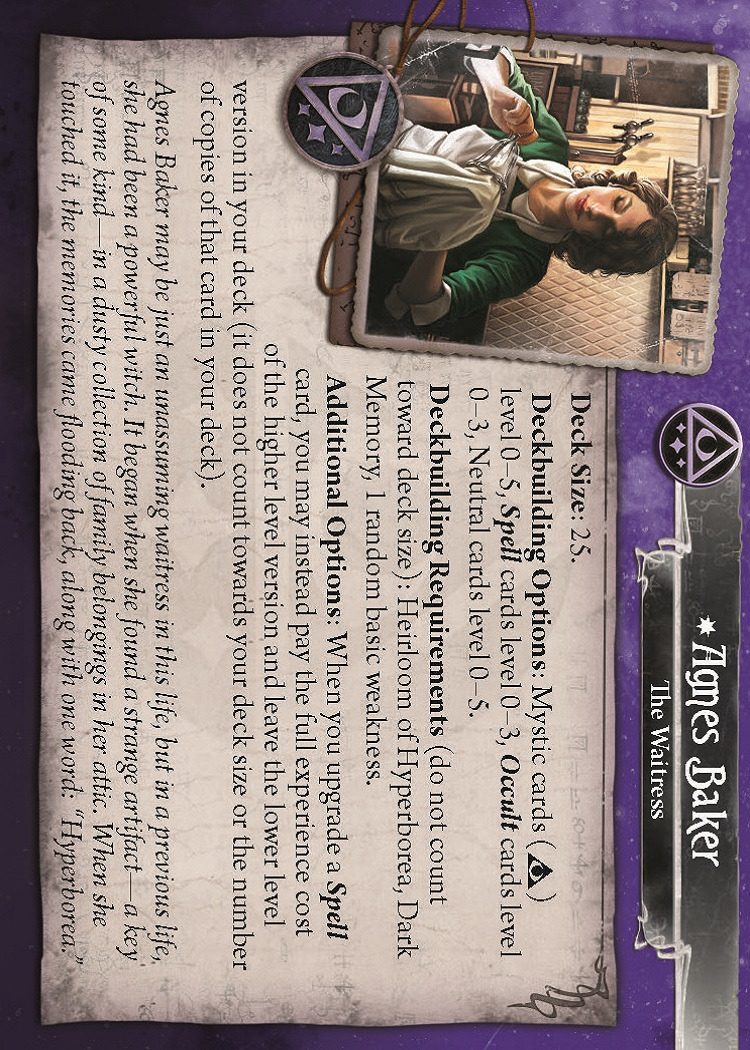 Agnes Baker
The Waitress
Deck Size: 25.
Deckbuilding Options: Mystic cards ( )
level 0–5, Spell cards level 0–3, Occult cards level
0–3, Neutral cards level 0–5.
Deckbuilding Requirements (do not count
toward deck size): Heirloom of Hyperborea, Dark
Memory, 1 random basic weakness.
Additional Options: When you upgrade a Spell
card, you may instead pay the full experience cost
of the higher level version and leave the lower level
version in your deck (it does not count towards your deck size or the number
of copies of that card in your deck).
Agnes Baker may be just an unassuming waitress in this life, but in a previous life,
she had been a powerful witch. It began when she found a strange artifact—a key
of some kind—in a dusty collection of family belongings in her attic. When she
touched it, the memories came flooding back, along with one word: “Hyperborea.”